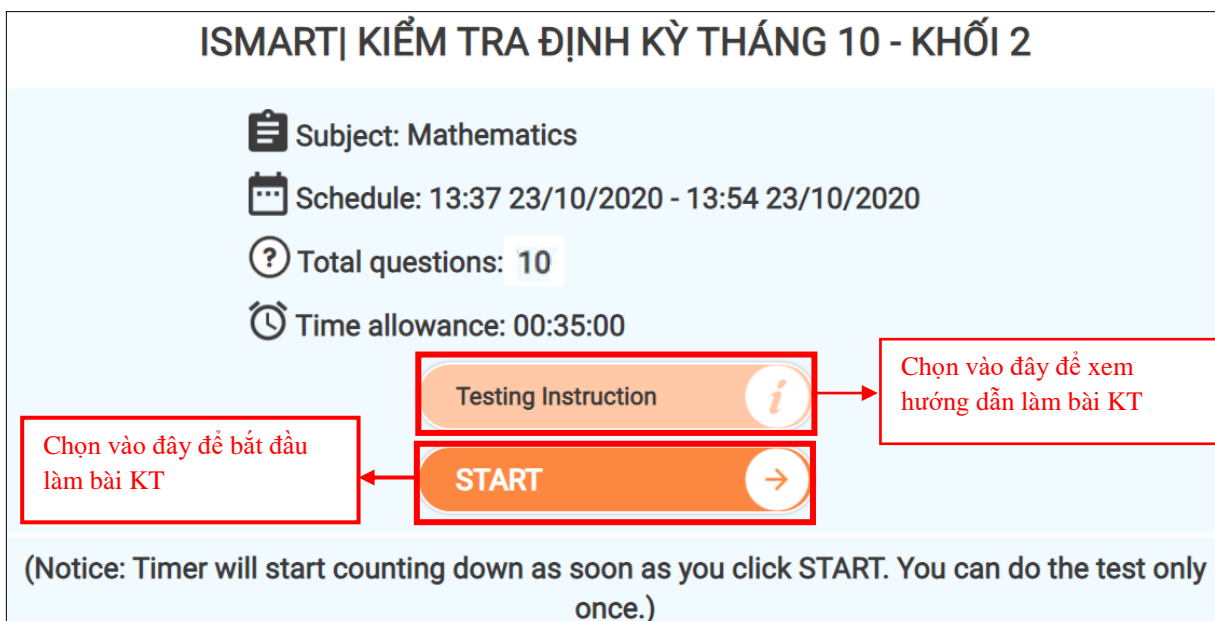 ISMART| KIỂM TRA ĐỊNH KỲ THÁNG 10 - KHỐI 2
Subject: Mathematics
Schedule: 13:37 23/10/2020 - 13:54 23/10/2020
Total questions: 10
Time allowance: 00:35:00
Testing Instruction
Chọn vào đây để xem
hướng dẫn làm bài KT
Chọn vào đây để bắt đầu
làm bài KT
START
(Notice: Timer will start counting down as soon as you click START. You can do the test only
once.)